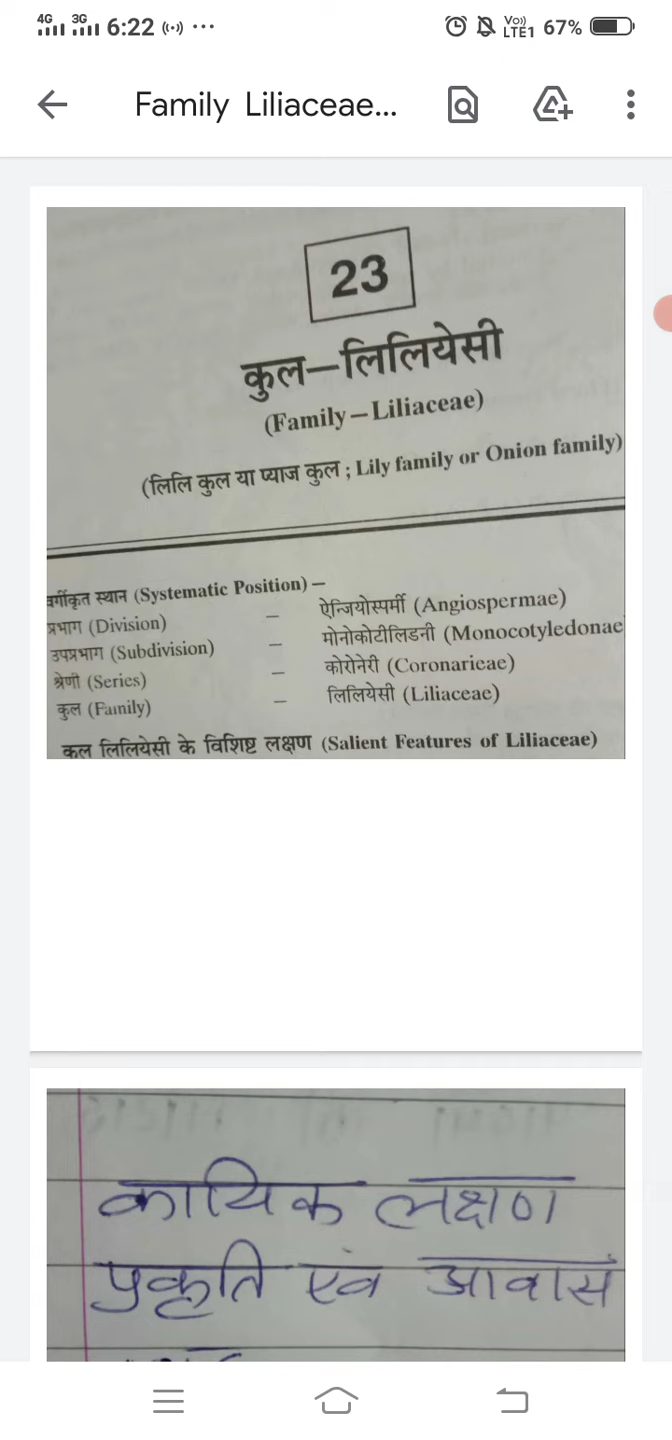 4G 3G 6:22 ...
Vo)) LTE1 67%
Family Liliaceae...
23
कुल–लिलियेसी
(Family–Liliaceae)
(लिलि कुल या प्याज कुल ; Lily family or Onion family)
वर्गीकृत स्थान (Systematic Position) –
प्रभाग (Division) – ऐन्जियोस्पर्मी (Angiospermae)
उपप्रभाग (Subdivision) – मोनोकोटीलिडनी (Monocotyledonae
श्रेणी (Series) – कोरोनेरी (Coronarieae)
कुल (Family) – लिलियेसी (Liliaceae)
कुल लिलियेसी के विशिष्ट लक्षण (Salient Features of Liliaceae)
कायिक लक्षण
प्रकृति एवं आवास